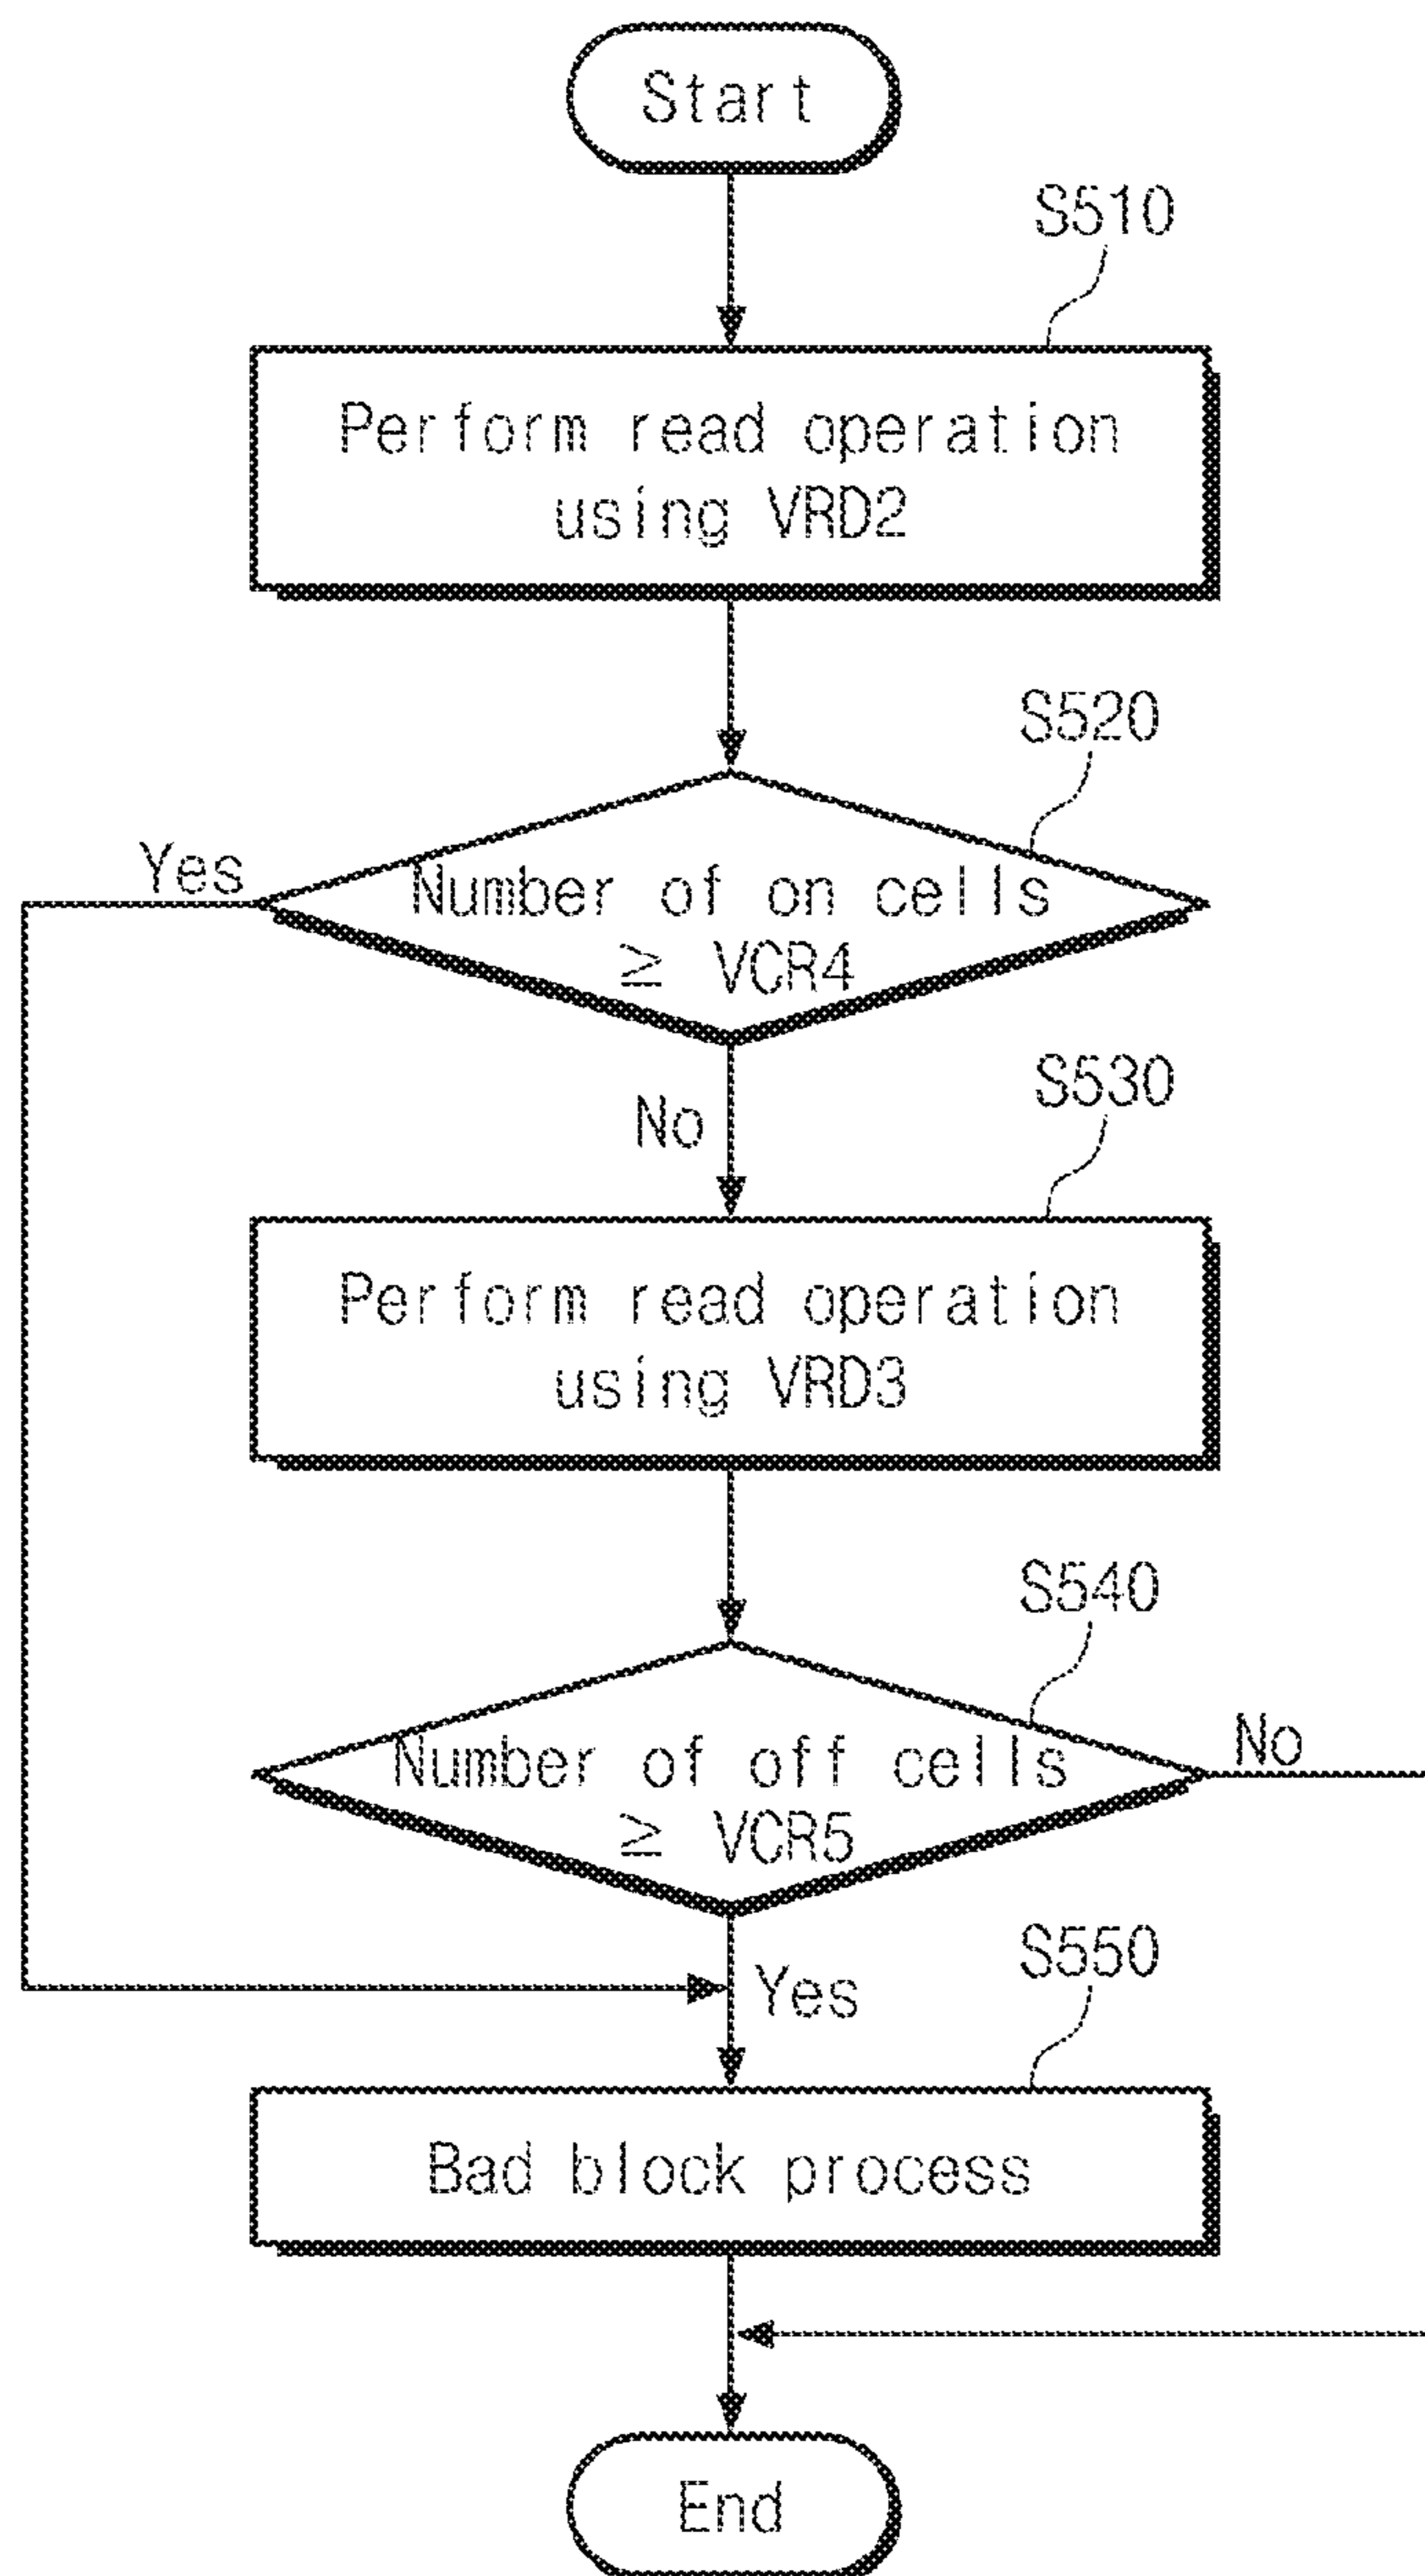 Start
S510
Perform read operation
using VRD2
S520
Yes
Number of on cells
≥ VCR4
No
S530
Perform read operation
using VRD3
S540
Number of off cells
≥ VCR5
No
Yes
S550
Bad block process
End